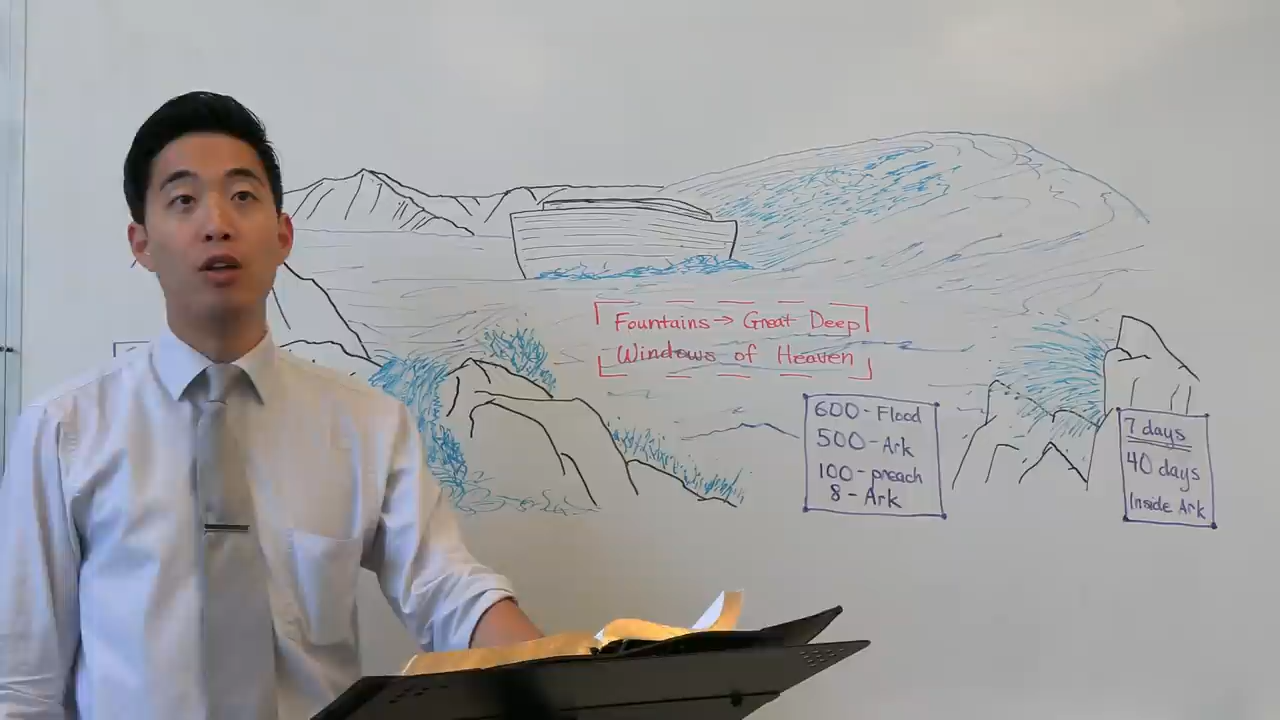 Fountains → Great Deep
Windows of Heaven
600 - Flood
500 - Ark
100 - preach
8 - Ark
7 days
40 days
Inside Ark